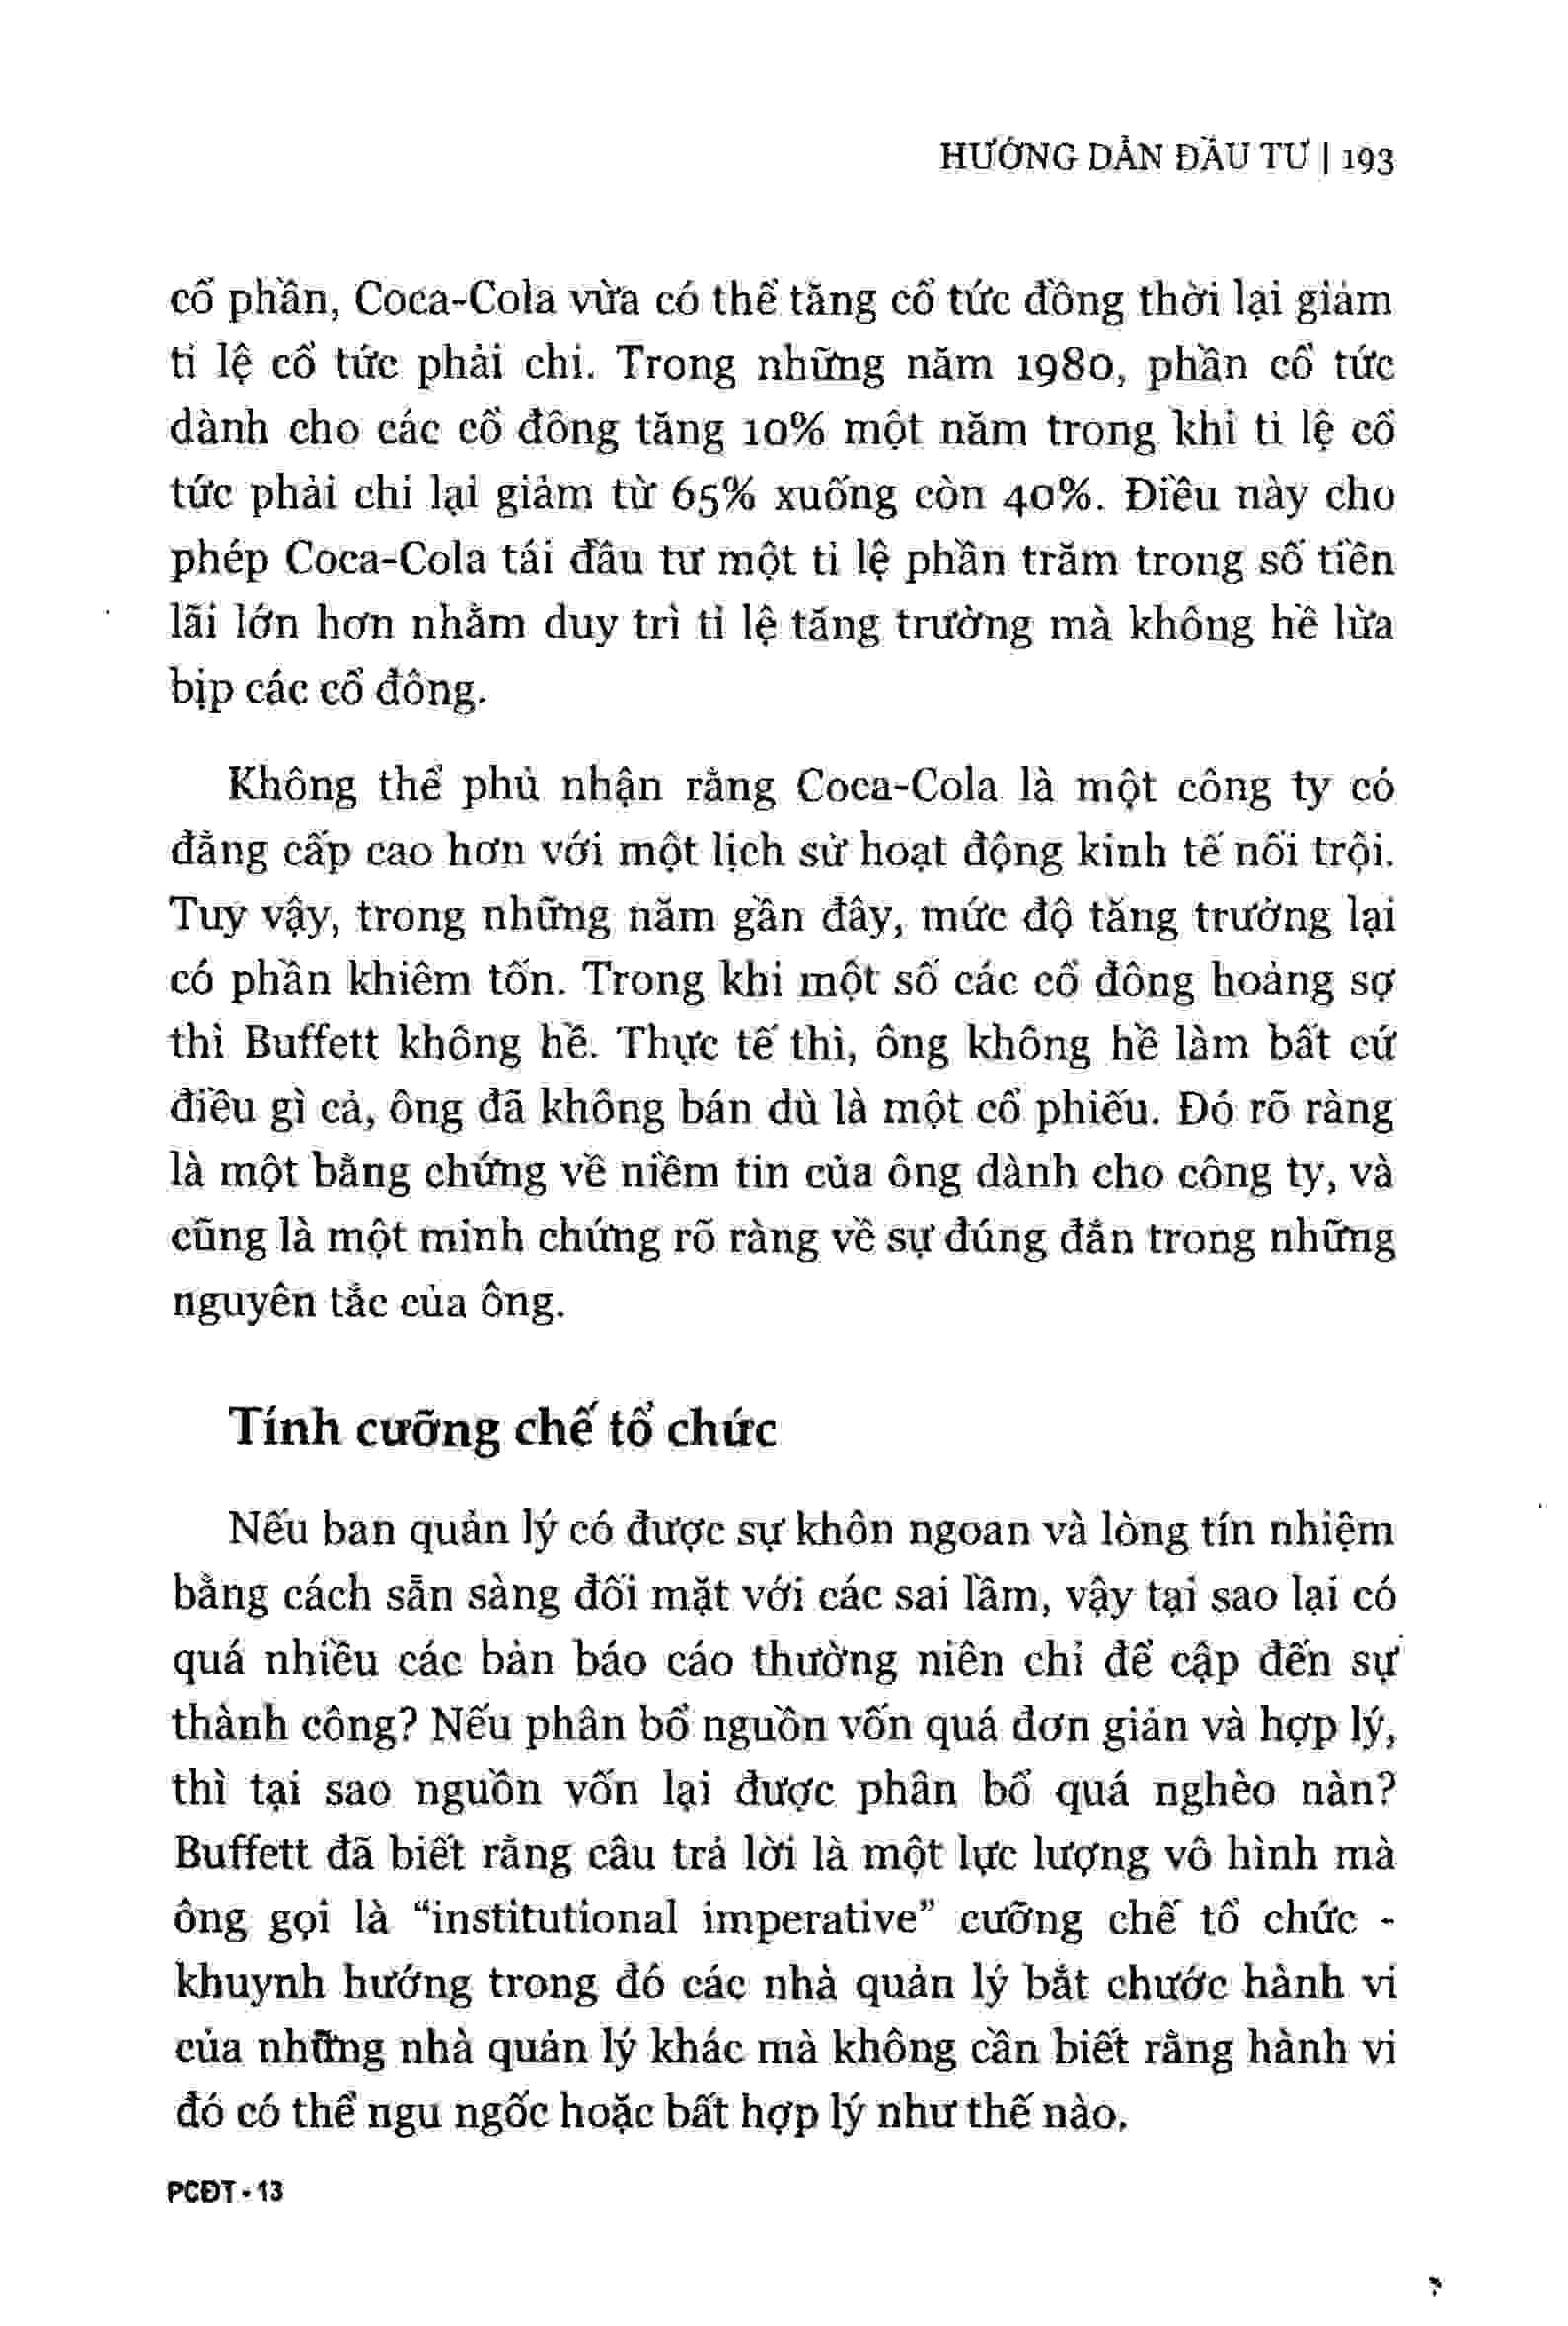 HƯỚNG DẪN ĐẦU TƯ | 193
cổ phần, Coca-Cola vừa có thể tăng cổ tức đồng thời lại giảm
tỉ lệ cổ tức phải chi. Trong những năm 1980, phần cổ tức
dành cho các cổ đông tăng 10% một năm trong khi tỉ lệ cổ
tức phải chi lại giảm từ 65% xuống còn 40%. Điều này cho
phép Coca-Cola tái đầu tư một tỉ lệ phần trăm trong số tiền
lãi lớn hơn nhằm duy trì tỉ lệ tăng trưởng mà không hề lừa
bịp các cổ đông.
Không thể phủ nhận rằng Coca-Cola là một công ty có
đẳng cấp cao hơn với một lịch sử hoạt động kinh tế nổi trội.
Tuy vậy, trong những năm gần đây, mức độ tăng trưởng lại
có phần khiêm tốn. Trong khi một số các cổ đông hoảng sợ
thì Buffett không hề. Thực tế thì, ông không hề làm bất cứ
điều gì cả, ông đã không bán dù là một cổ phiếu. Đó rõ ràng
là một bằng chứng về niềm tin của ông dành cho công ty, và
cũng là một minh chứng rõ ràng về sự đúng đắn trong những
nguyên tắc của ông.
Tính cưỡng chế tổ chức
Nếu ban quản lý có được sự khôn ngoan và lòng tín nhiệm
bằng cách sẵn sàng đối mặt với các sai lầm, vậy tại sao lại có
quá nhiều các bản báo cáo thường niên chỉ để cập đến sự
thành công? Nếu phân bổ nguồn vốn quá đơn giản và hợp lý,
thì tại sao nguồn vốn lại được phân bổ quá nghèo nàn?
Buffett đã biết rằng câu trả lời là một lực lượng vô hình mà
ông gọi là “institutional imperative” cưỡng chế tổ chức -
khuynh hướng trong đó các nhà quản lý bắt chước hành vi
của những nhà quản lý khác mà không cần biết rằng hành vi
đó có thể ngu ngốc hoặc bất hợp lý như thế nào.
PCĐT - 13